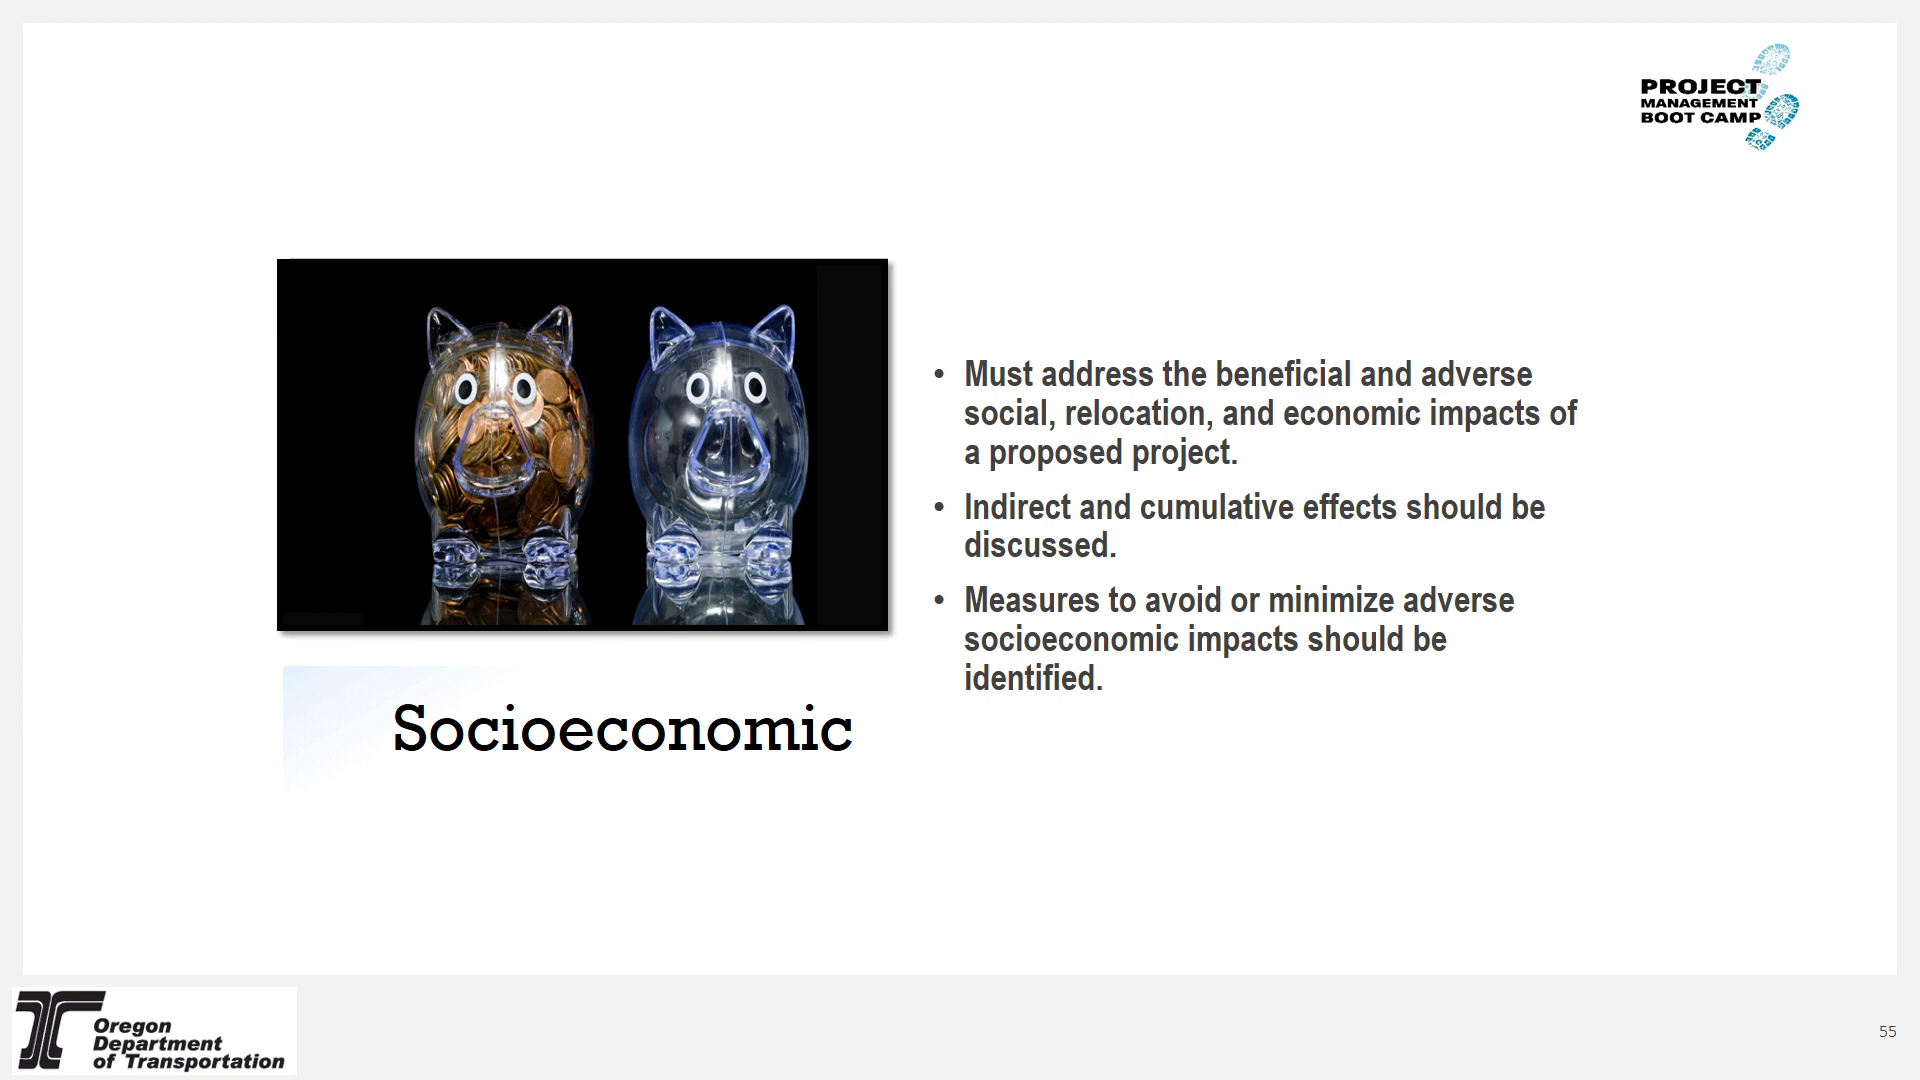 PROJECT
MANAGEMENT
BOOT CAMP
• Must address the beneficial and adverse
social, relocation, and economic impacts of
a proposed project.
• Indirect and cumulative effects should be
discussed.
• Measures to avoid or minimize adverse
socioeconomic impacts should be
identified.
Socioeconomic
Oregon
Department
of Transportation
55